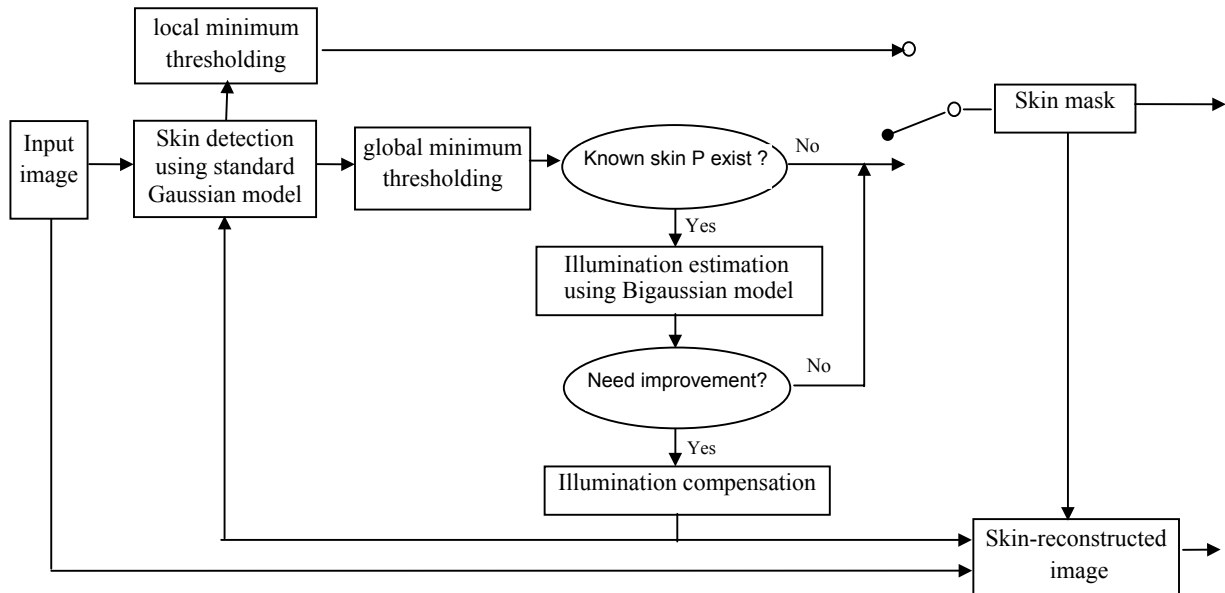 local minimum
thresholding
Input
image
Skin detection
using standard
Gaussian model
global minimum
thresholding
Known skin P exist ?
No
Skin mask
Yes
Illumination estimation
using Bigaussian model
Need improvement?
No
Yes
Illumination compensation
Skin-reconstructed
image